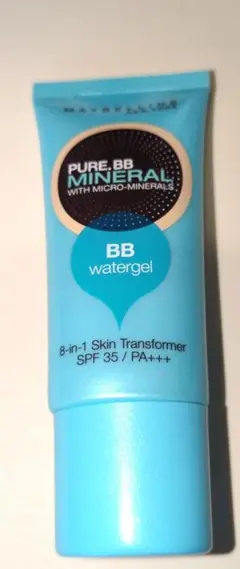 PURE.BB
MINERAL
WITH MICRO-MINERALS
BB
watergel
8-in-1 Skin Transformer
SPF 35 / PA+++